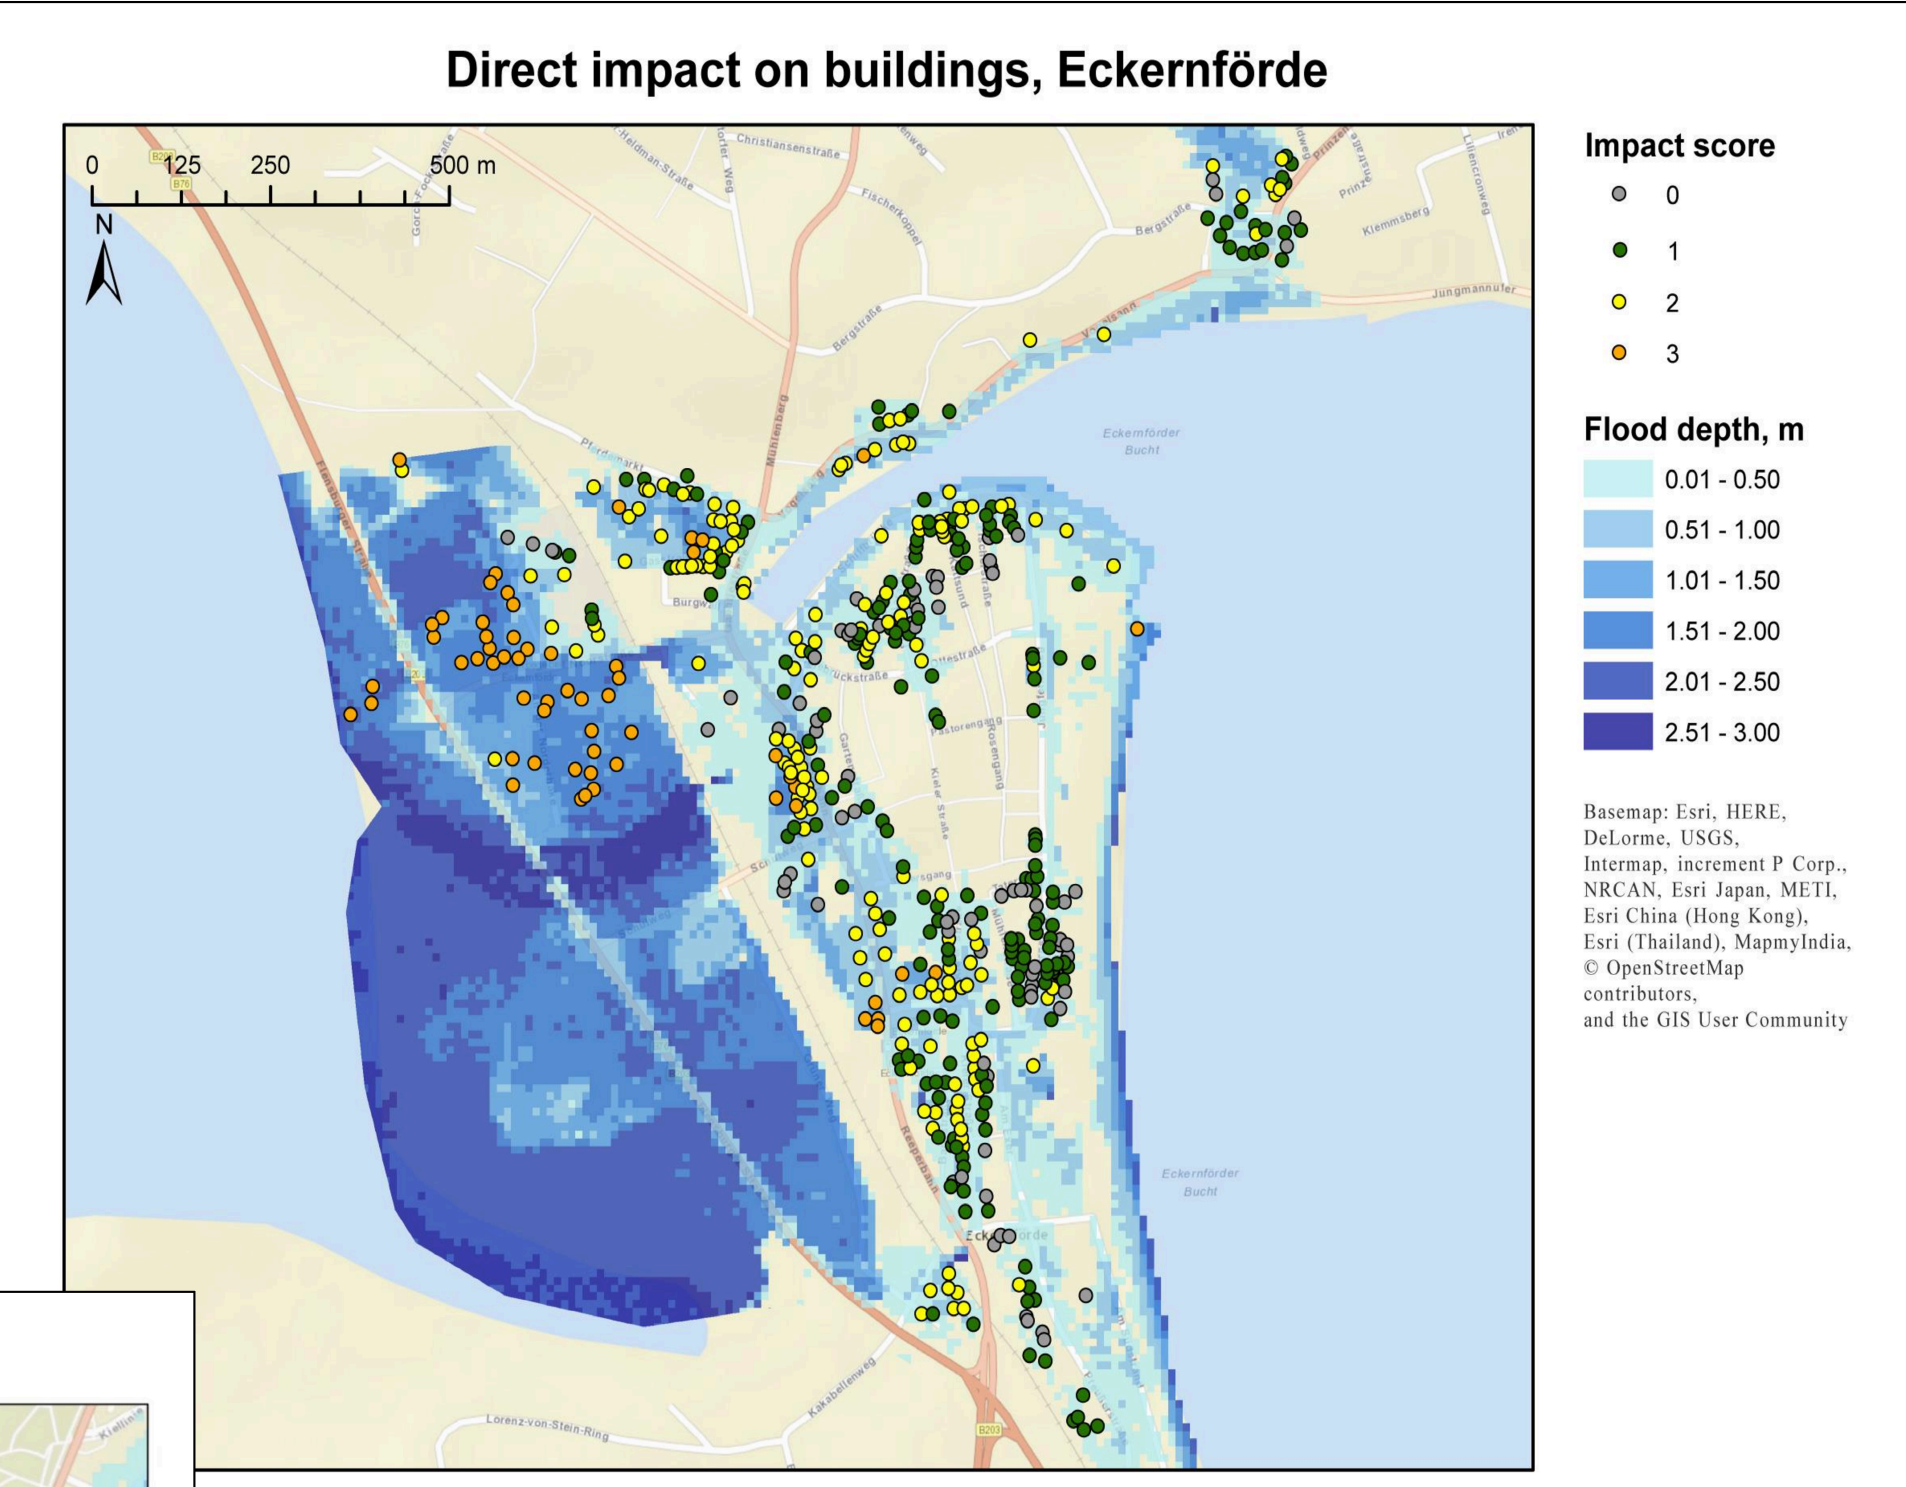 Direct impact on buildings, Eckernförde
0 125 250 500 m
N
B76
Christiansenstraße
Fischerkoppel
Bergstraße
Klemmsberg
Liliencronweg
Jungmannufer
Bergstraße
Mühlenberg
Pferdemarkt
Flensburger Straße
Eckernförder
Bucht
Pastorengang
Rosengang
Kieler Straße
Reeperbahn
Eckernförder
Bucht
Kakabellenweg
Lorenz-von-Stein-Ring
B203
Impact score
0
1
2
3
Flood depth, m
0.01 - 0.50
0.51 - 1.00
1.01 - 1.50
1.51 - 2.00
2.01 - 2.50
2.51 - 3.00
Basemap: Esri, HERE,
DeLorme, USGS,
Intermap, increment P Corp.,
NRCAN, Esri Japan, METI,
Esri China (Hong Kong),
Esri (Thailand), MapmyIndia,
© OpenStreetMap
contributors,
and the GIS User Community